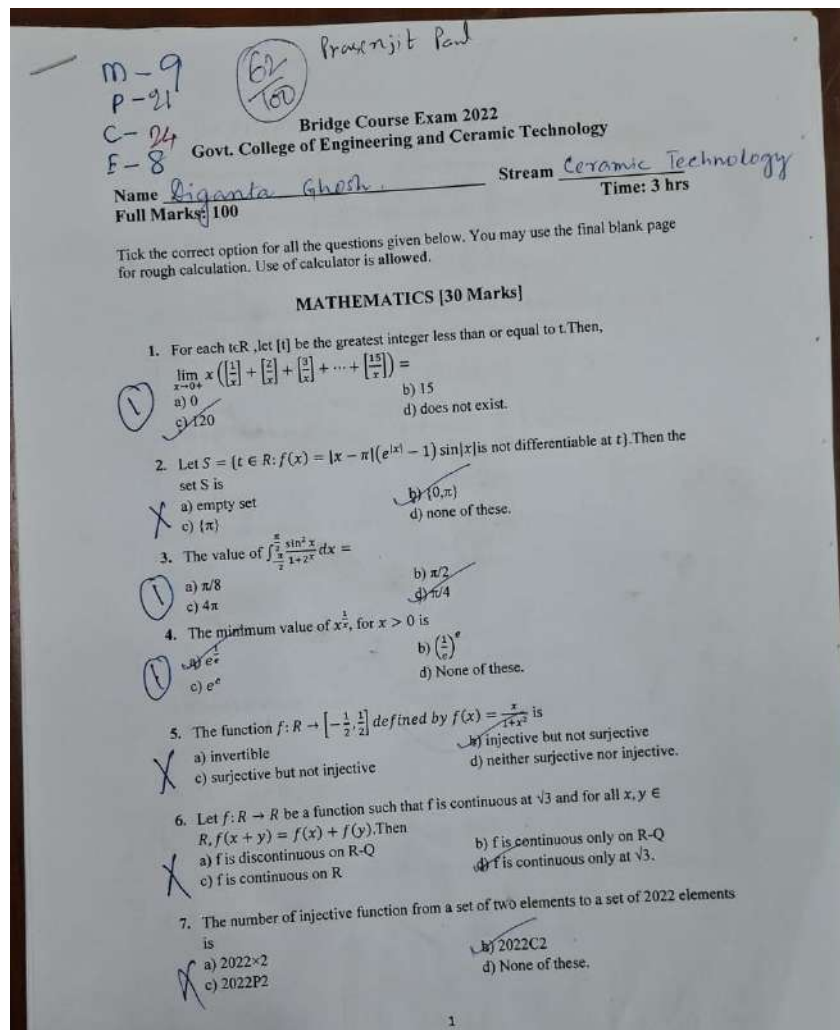 Prasenjit Paul
M-9
P-21
C-24
E-8
62/100
Bridge Course Exam 2022
Govt. College of Engineering and Ceramic Technology
Name Diganta Ghosh. Stream Ceramic Technology
Full Marks: 100 Time: 3 hrs
Tick the correct option for all the questions given below. You may use the final blank page
for rough calculation. Use of calculator is allowed.
MATHEMATICS [30 Marks]
1. For each tϵR ,let [t] be the greatest integer less than or equal to t.Then,
lim x→0+ x ([1/x] + [2/x] + [3/x] + ⋯ + [15/x]) =
1
a) 0 b) 15
c) 120 d) does not exist.
2. Let S = {t ∈ R: f(x) = |x − π|(e^|x| − 1) sin|x|is not differentiable at t}.Then the
set S is
X
a) empty set b) {0,π}
c) {π} d) none of these.
3. The value of ∫_{-π/2}^{π/2} sin²x/(1+2^x) dx =
1
a) π/8 b) π/2
c) 4π d) π/4
4. The minimum value of x^(1/x), for x > 0 is
1
a) e^(1/e) b) (1/e)^e
c) e^e d) None of these.
5. The function f: R → [−1/2, 1/2] defined by f(x) = x/(1+x²) is
X
a) invertible b) injective but not surjective
c) surjective but not injective d) neither surjective nor injective.
6. Let f: R → R be a function such that f is continuous at √3 and for all x, y ∈
R, f(x + y) = f(x) + f(y).Then
X
a) f is discontinuous on R-Q b) f is continuous only on R-Q
c) f is continuous on R d) f is continuous only at √3.
7. The number of injective function from a set of two elements to a set of 2022 elements
is
X
a) 2022×2 b) 2022C2
c) 2022P2 d) None of these.
1